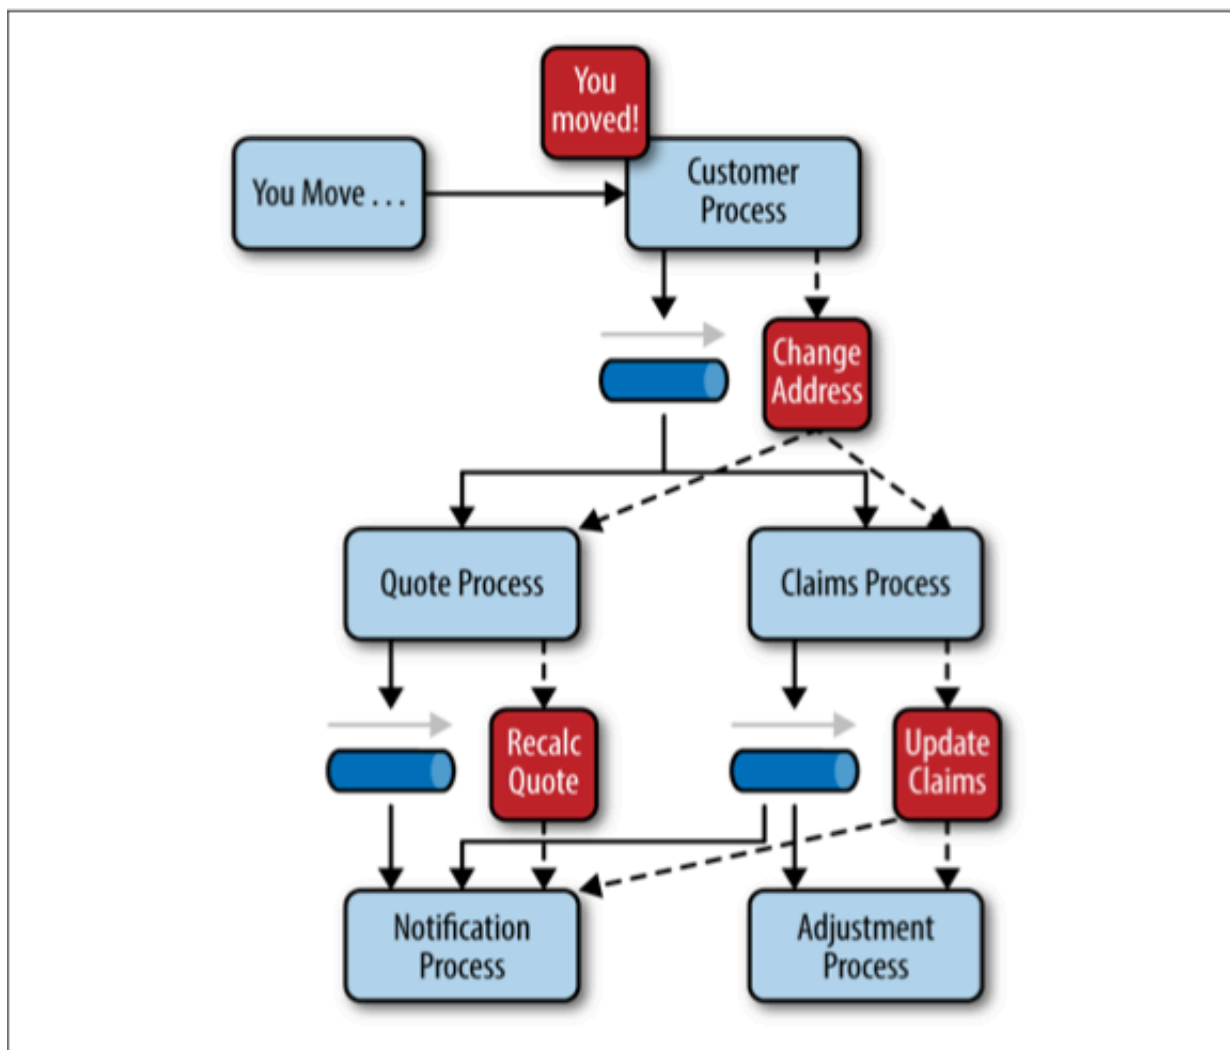 You
moved!
You Move . . .
Customer
Process
Change
Address
Quote Process
Claims Process
Recalc
Quote
Update
Claims
Notification
Process
Adjustment
Process